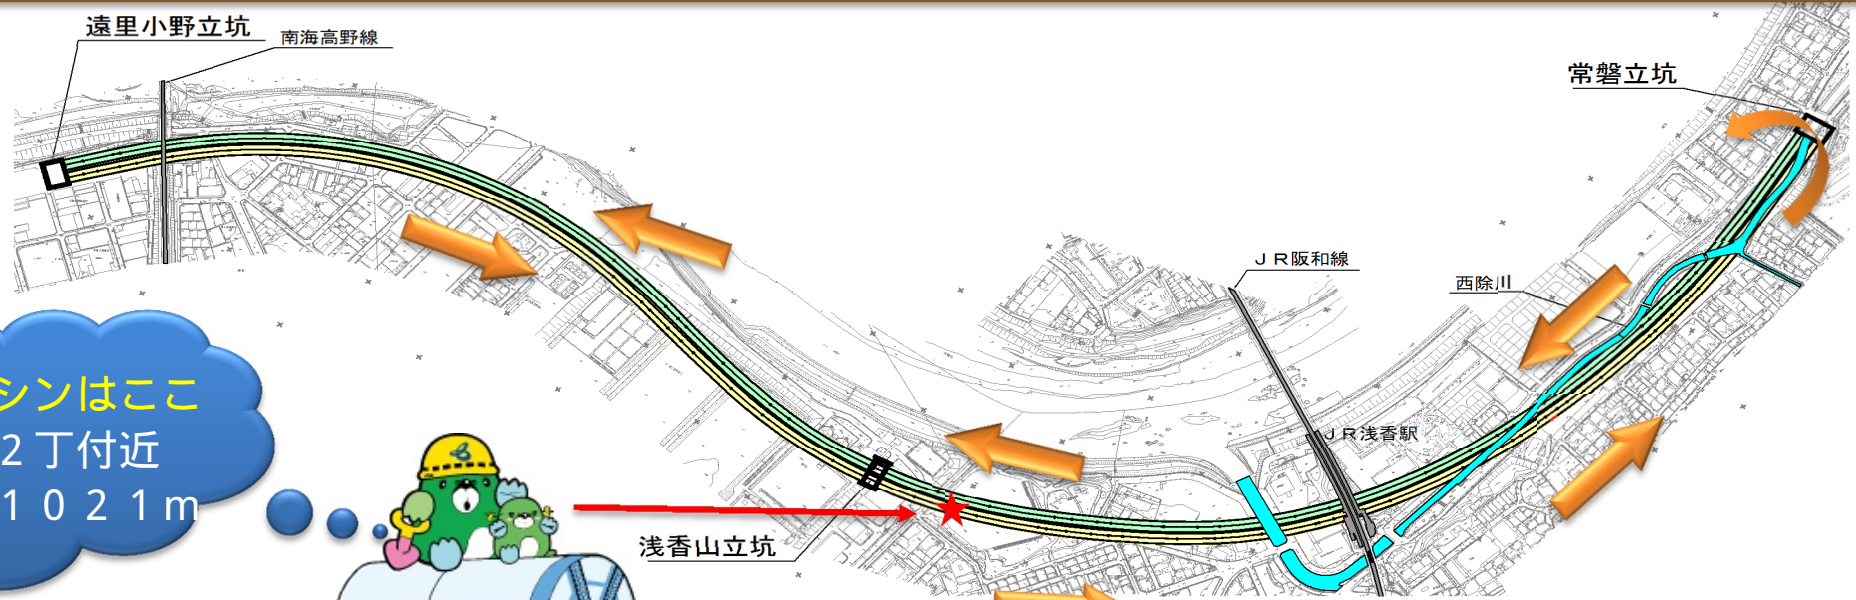 遠里小野立坑
南海高野線
常磐立坑
JR阪和線
西除川
シンはここ
2丁付近
1021m
JR浅香駅
浅香山立坑